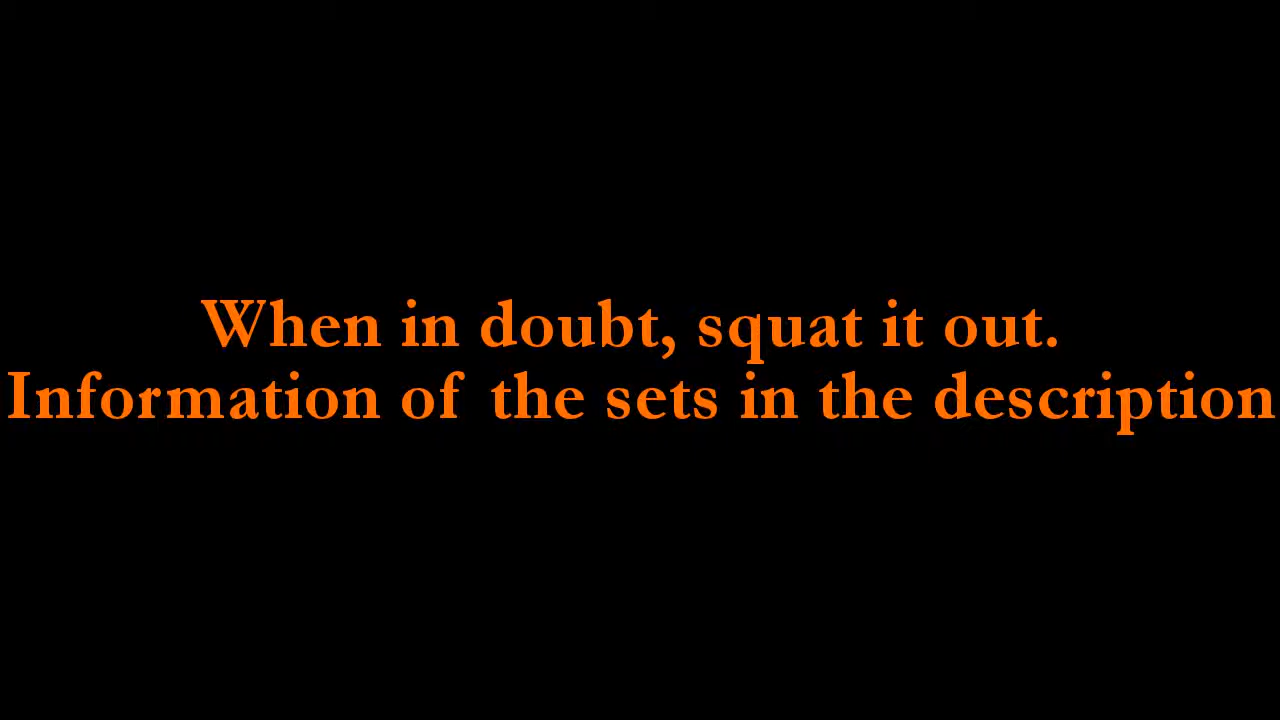 When in doubt, squat it out.
Information of the sets in the description